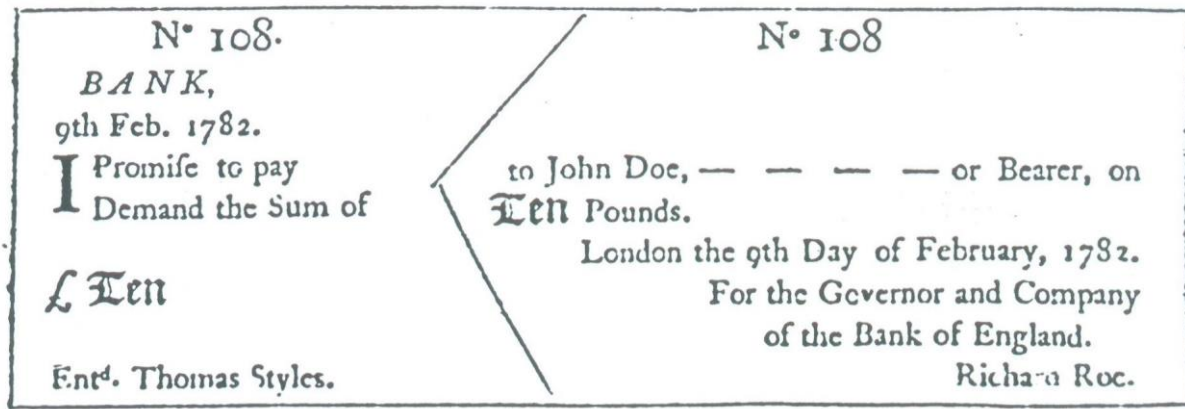 N° 108.
N° 108
BANK,
9th Feb. 1782.
I Promiſe to pay
to John Doe, — — — — or Bearer, on
Demand the Sum of
Ten Pounds.
London the 9th Day of February, 1782.
£ Ten
For the Governor and Company
of the Bank of England.
Entd. Thomas Styles.
Richard Roe.